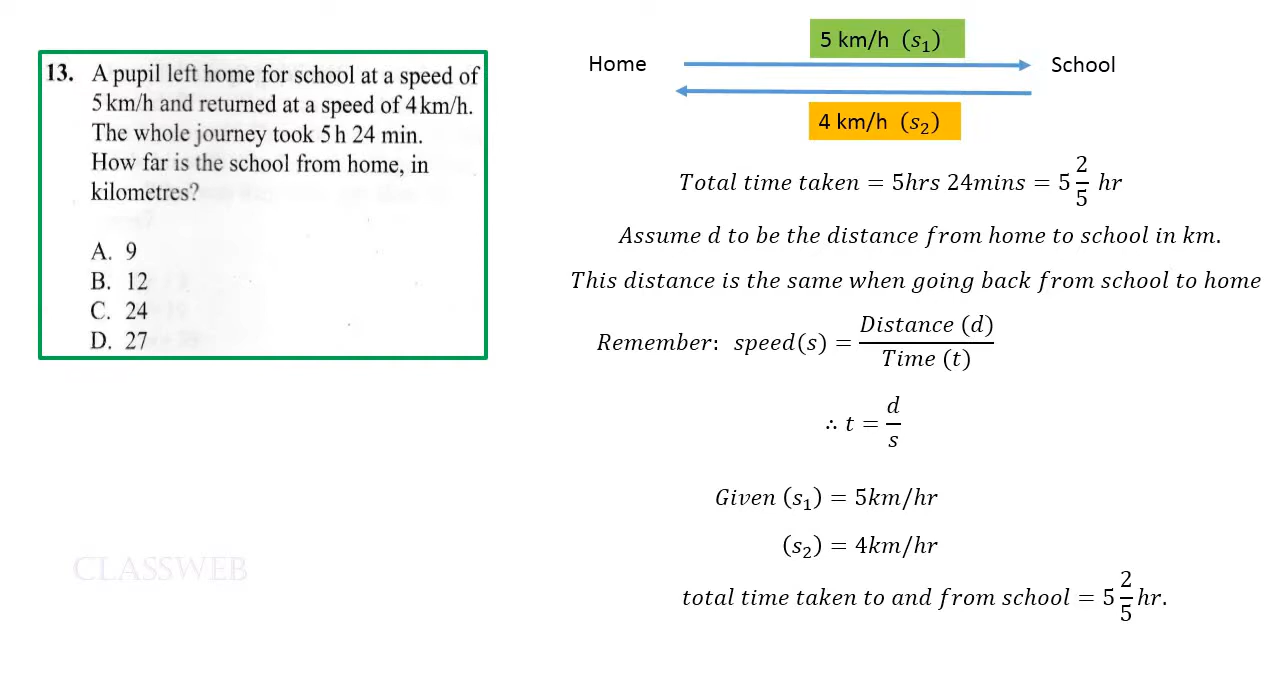 13. A pupil left home for school at a speed of
5 km/h and returned at a speed of 4 km/h.
The whole journey took 5 h 24 min.
How far is the school from home, in
kilometres?
A. 9
B. 12
C. 24
D. 27
5 km/h (s₁)
Home School
4 km/h (s₂)
Total time taken = 5hrs 24mins = 5 2/5 hr
Assume d to be the distance from home to school in km.
This distance is the same when going back from school to home
Remember: speed(s) = Distance (d) / Time (t)
∴ t = d/s
Given (s₁) = 5km/hr
(s₂) = 4km/hr
total time taken to and from school = 5 2/5 hr.
CLASSWEB